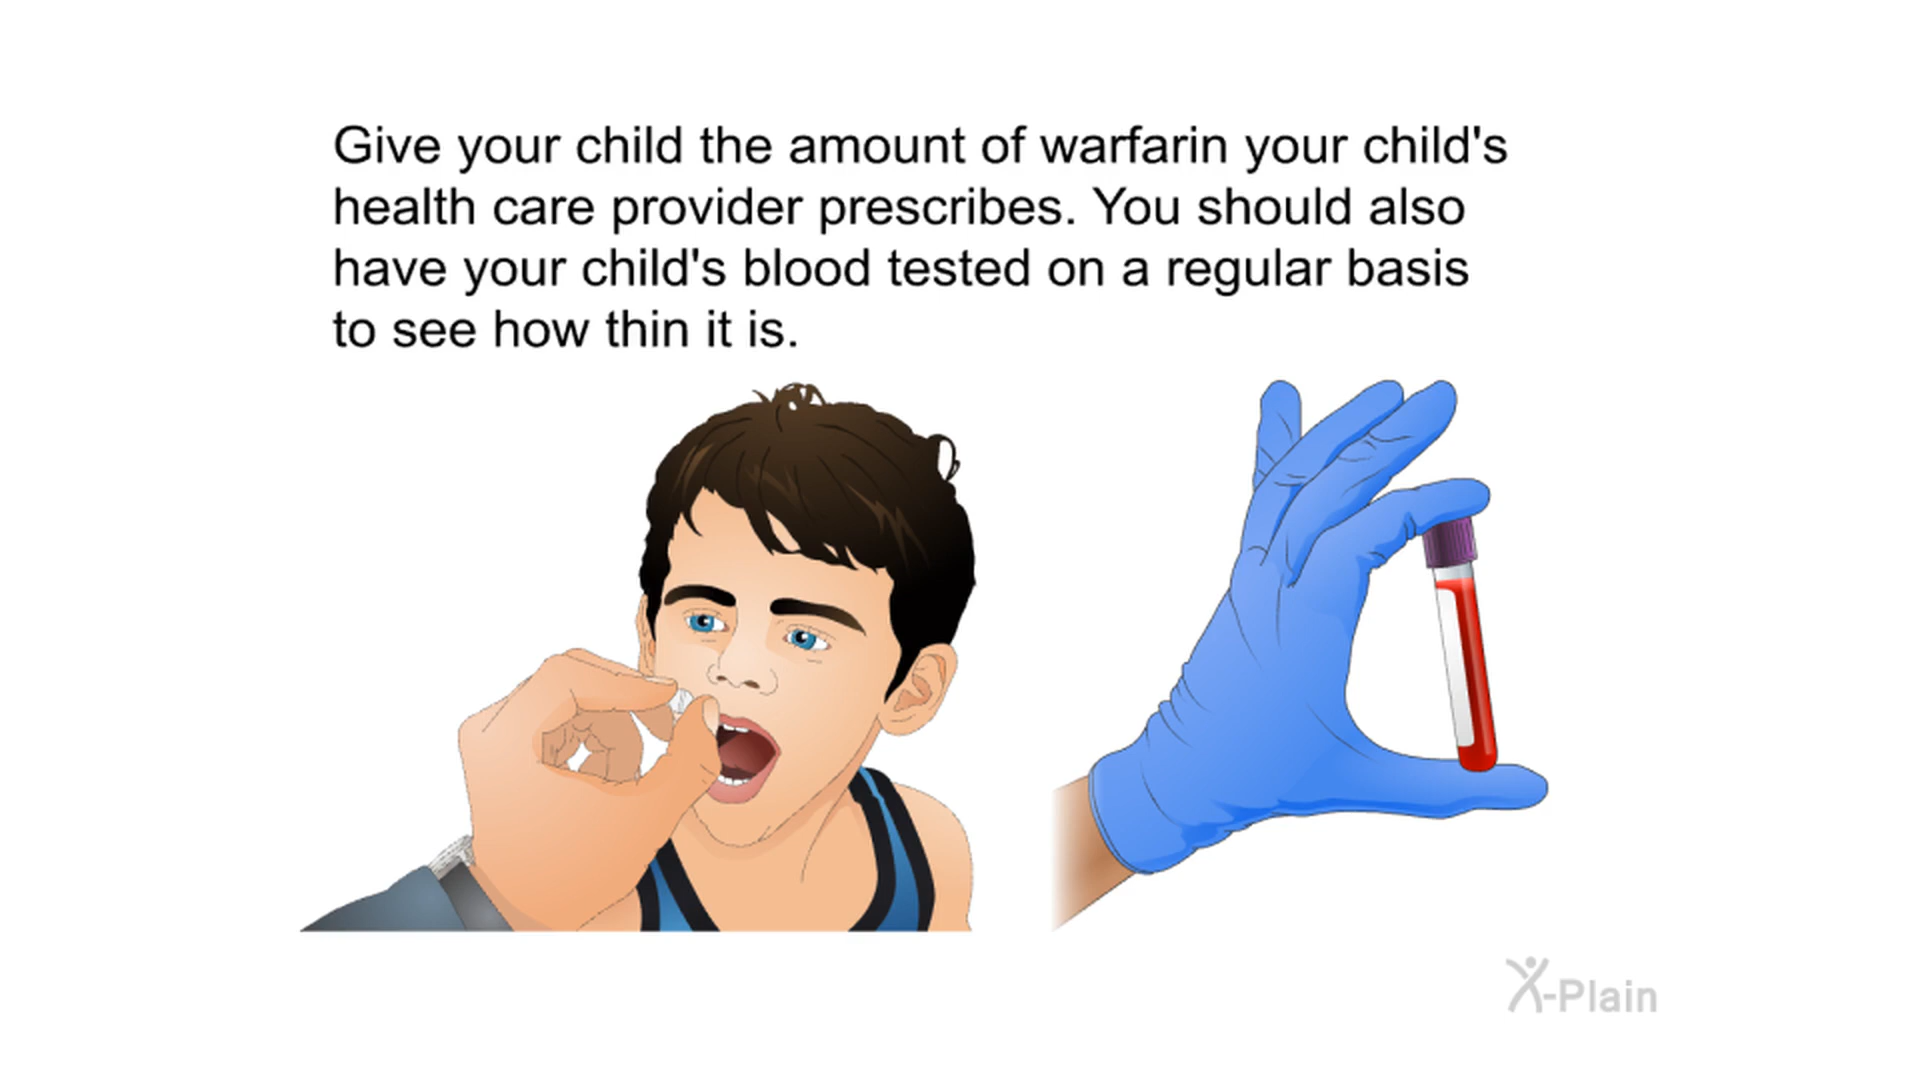 Give your child the amount of warfarin your child's
health care provider prescribes. You should also
have your child's blood tested on a regular basis
to see how thin it is.
X-Plain